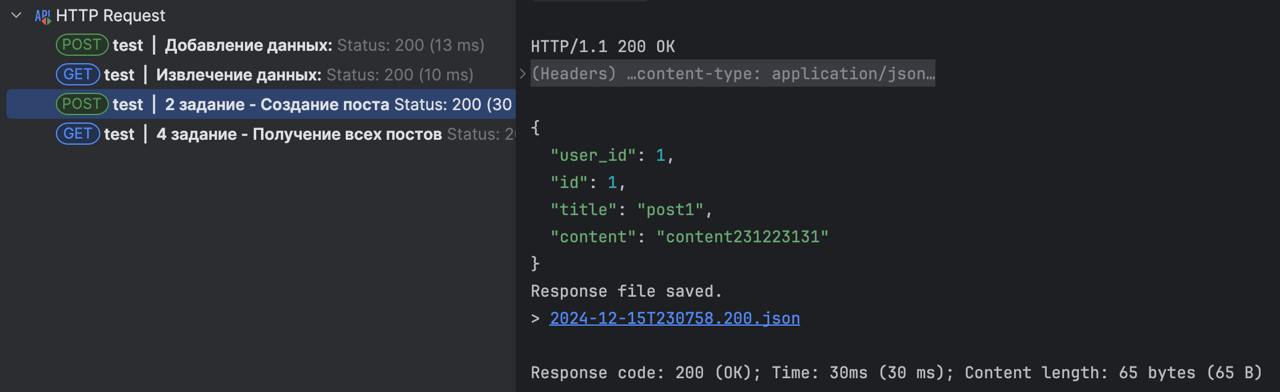 HTTP Request
POST test | Добавление данных: Status: 200 (13 ms)
GET test | Извлечение данных: Status: 200 (10 ms)
POST test | 2 задание - Создание поста Status: 200 (30
GET test | 4 задание - Получение всех постов Status:
HTTP/1.1 200 OK
(Headers) …content-type: application/json…
{
"user_id": 1,
"id": 1,
"title": "post1",
"content": "content231223131"
}
Response file saved.
> 2024-12-15T230758.200.json
Response code: 200 (OK); Time: 30ms (30 ms); Content length: 65 bytes (65 B)